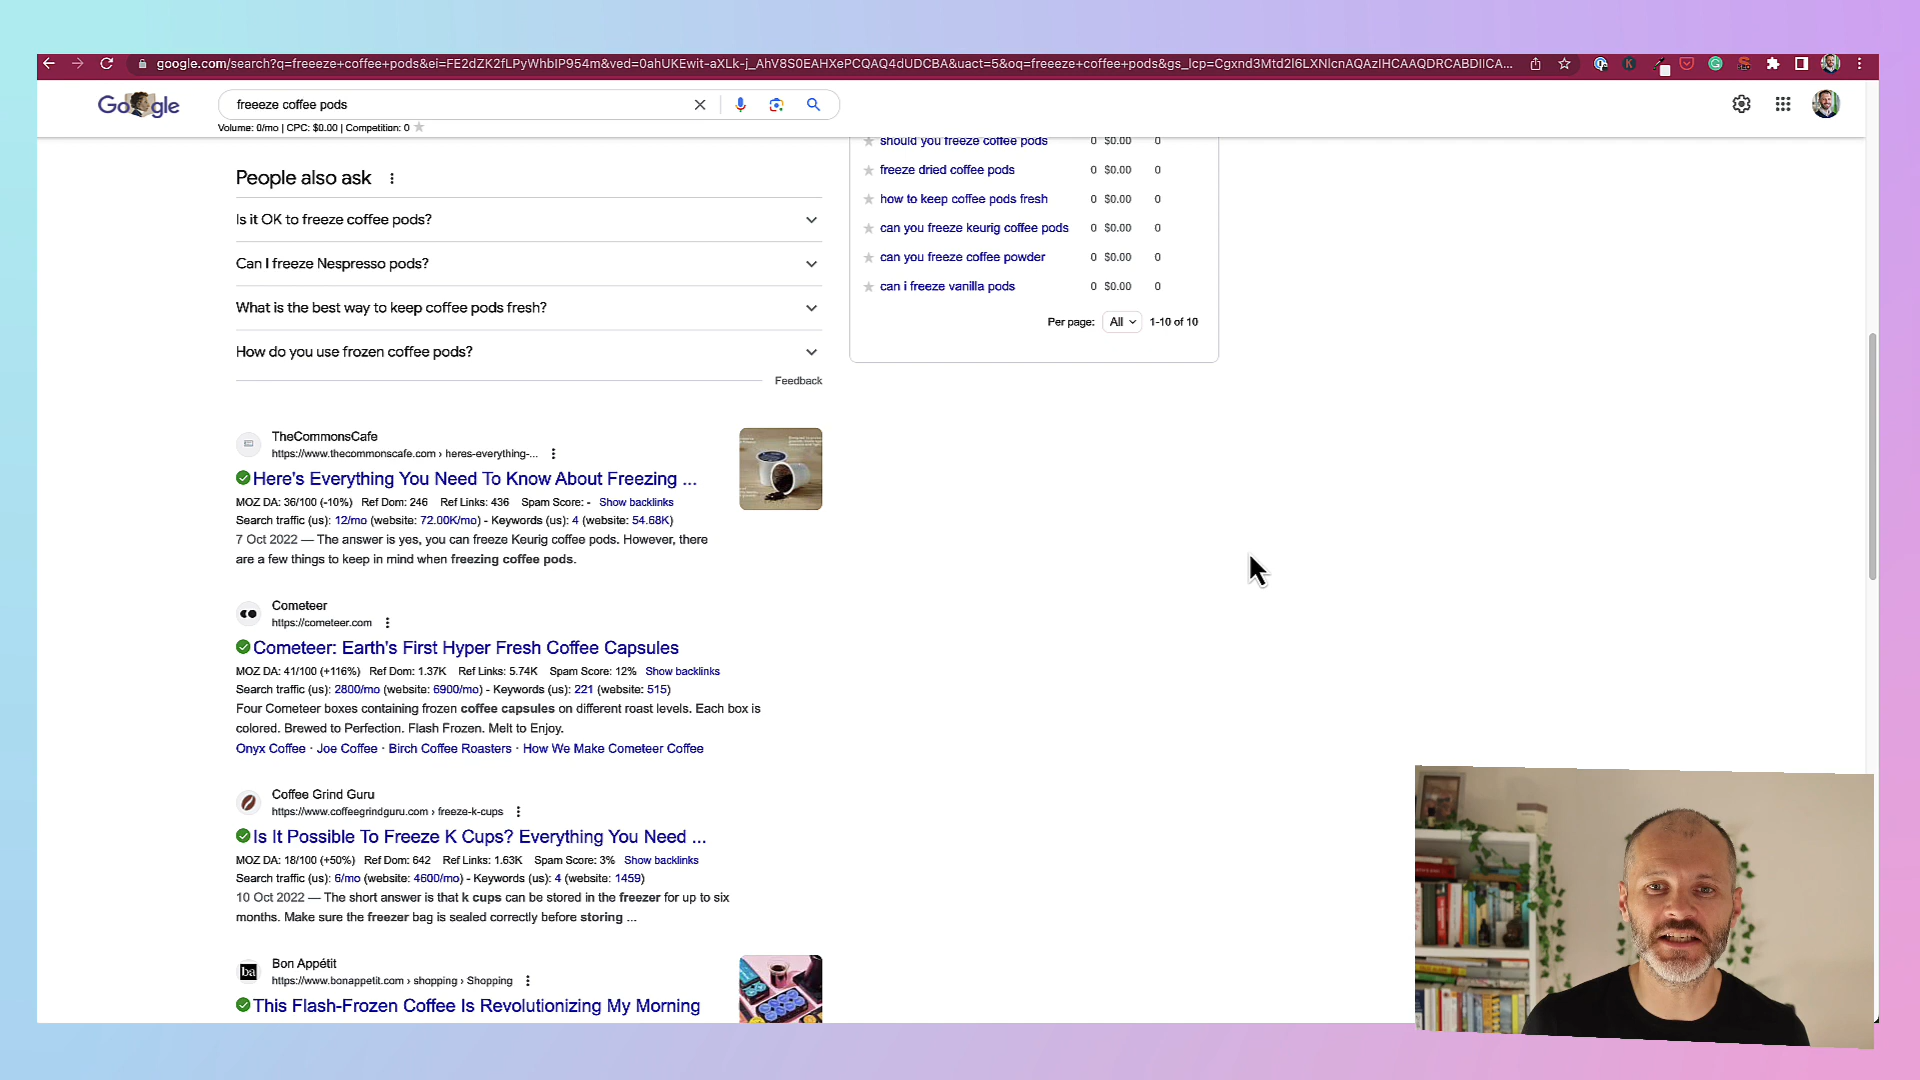 google.com/search?q=freeeze+coffee+pods&ei=FE2dZK2fLPyWhbIP954m&ved=0ahUKEwit-aXLk-j_AhV8S0EAHXePCQAQ4dUDCBA&uact=5&oq=freeeze+coffee+pods&gs_lcp=Cgxnd3Mtd2l6LXNlcnAQAzIHCAAQDRCABDIICA...
Google
freeeze coffee pods
Volume: 0/mo | CPC: $0.00 | Competition: 0
should you freeze coffee pods 0 $0.00 0
freeze dried coffee pods 0 $0.00 0
how to keep coffee pods fresh 0 $0.00 0
can you freeze keurig coffee pods 0 $0.00 0
can you freeze coffee powder 0 $0.00 0
can i freeze vanilla pods 0 $0.00 0
Per page: All 1-10 of 10
People also ask
Is it OK to freeze coffee pods?
Can I freeze Nespresso pods?
What is the best way to keep coffee pods fresh?
How do you use frozen coffee pods?
Feedback
TheCommonsCafe
https://www.thecommonscafe.com › heres-everything-...
Here's Everything You Need To Know About Freezing ...
MOZ DA: 36/100 (-10%) Ref Dom: 246 Ref Links: 436 Spam Score: - Show backlinks
Search traffic (us): 12/mo (website: 72.00K/mo) - Keywords (us): 4 (website: 54.68K)
7 Oct 2022 — The answer is yes, you can freeze Keurig coffee pods. However, there
are a few things to keep in mind when freezing coffee pods.
Cometeer
https://cometeer.com
Cometeer: Earth's First Hyper Fresh Coffee Capsules
MOZ DA: 41/100 (+116%) Ref Dom: 1.37K Ref Links: 5.74K Spam Score: 12% Show backlinks
Search traffic (us): 2800/mo (website: 6900/mo) - Keywords (us): 221 (website: 515)
Four Cometeer boxes containing frozen coffee capsules on different roast levels. Each box is
colored. Brewed to Perfection. Flash Frozen. Melt to Enjoy.
Onyx Coffee · Joe Coffee · Birch Coffee Roasters · How We Make Cometeer Coffee
Coffee Grind Guru
https://www.coffeegrindguru.com › freeze-k-cups
Is It Possible To Freeze K Cups? Everything You Need ...
MOZ DA: 18/100 (+50%) Ref Dom: 642 Ref Links: 1.63K Spam Score: 3% Show backlinks
Search traffic (us): 6/mo (website: 4600/mo) - Keywords (us): 4 (website: 1459)
10 Oct 2022 — The short answer is that k cups can be stored in the freezer for up to six
months. Make sure the freezer bag is sealed correctly before storing ...
ba
Bon Appétit
https://www.bonappetit.com › shopping › Shopping
This Flash-Frozen Coffee Is Revolutionizing My Morning